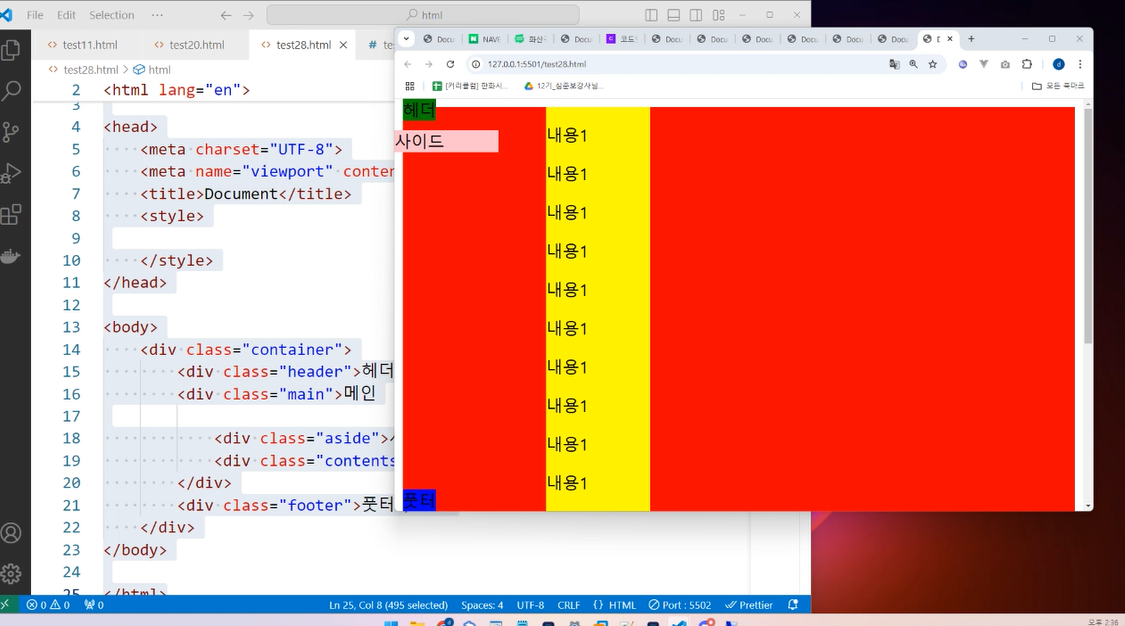 File Edit Selection ··· html
test11.html test20.html test28.html # te
test28.html > html
2 <html lang="en">
3
4 <head>
5 <meta charset="UTF-8">
6 <meta name="viewport" conten
7 <title>Document</title>
8 <style>
9
10 </style>
11 </head>
12
13 <body>
14 <div class="container">
15 <div class="header">헤더
16 <div class="main">메인
17
18 <div class="aside">
19 <div class="contents
20 </div>
21 <div class="footer">풋터
22 </div>
23 </body>
24
25 </html>
0 0 0 Ln 25, Col 8 (495 selected) Spaces: 4 UTF-8 CRLF {} HTML Port : 5502 Prettier
Docu NAVE 화산 Docu 코드 Docu Docu Docu Docu Docu Docu D
127.0.0.1:5501/test28.html
[커리큘럼] 한화시... 12기_심준보강사님... 모든 북마크
헤더
사이드
내용1
내용1
내용1
내용1
내용1
내용1
내용1
내용1
내용1
내용1
풋터
오후 2:36